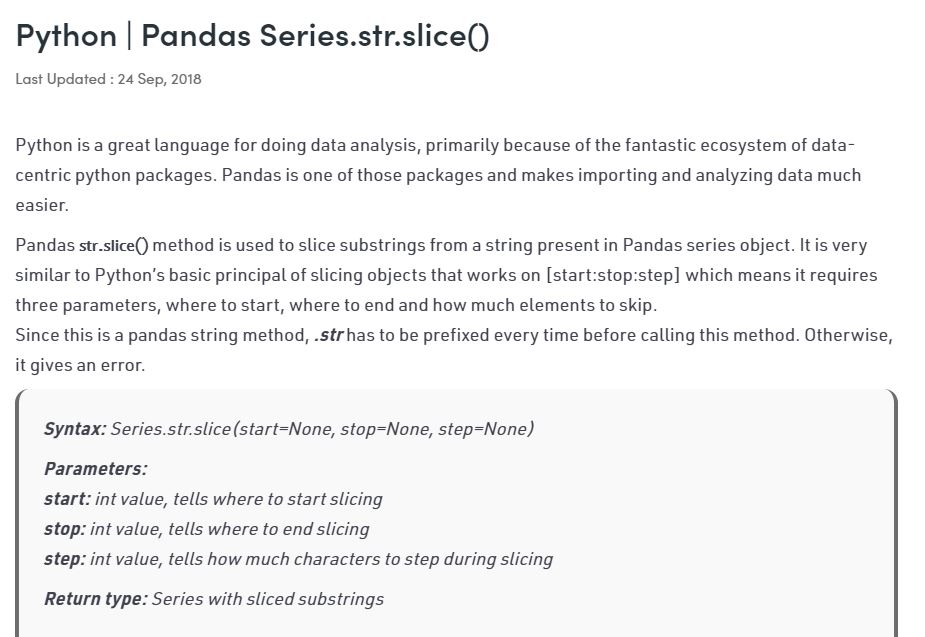 Python | Pandas Series.str.slice()
Last Updated : 24 Sep, 2018
Python is a great language for doing data analysis, primarily because of the fantastic ecosystem of data-
centric python packages. Pandas is one of those packages and makes importing and analyzing data much
easier.
Pandas str.slice() method is used to slice substrings from a string present in Pandas series object. It is very
similar to Python’s basic principal of slicing objects that works on [start:stop:step] which means it requires
three parameters, where to start, where to end and how much elements to skip.
Since this is a pandas string method, .str has to be prefixed every time before calling this method. Otherwise,
it gives an error.
Syntax: Series.str.slice(start=None, stop=None, step=None)
Parameters:
start: int value, tells where to start slicing
stop: int value, tells where to end slicing
step: int value, tells how much characters to step during slicing
Return type: Series with sliced substrings